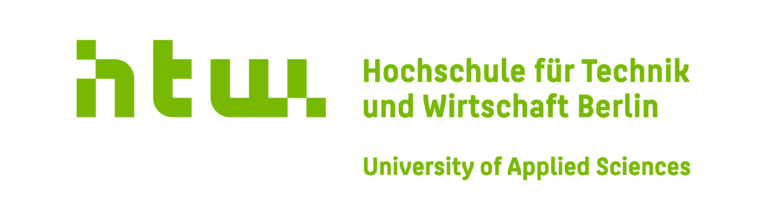 htw.
Hochschule für Technik
und Wirtschaft Berlin
University of Applied Sciences